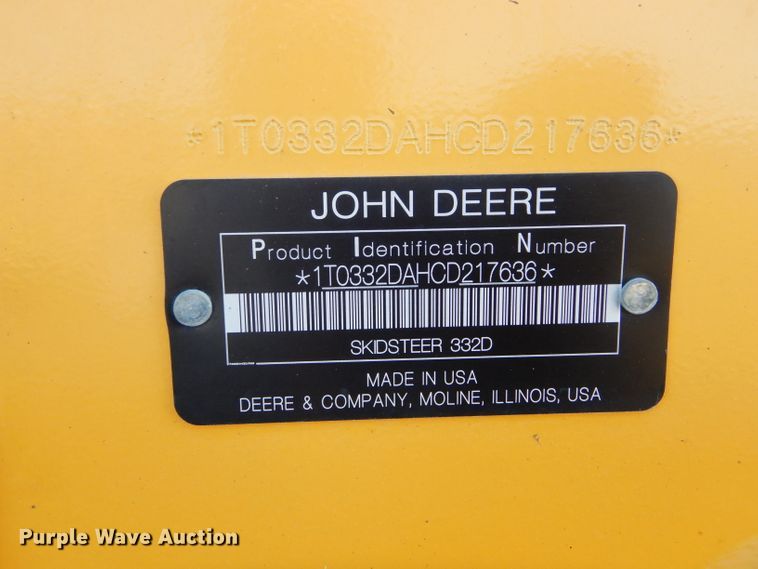 *1T0332DAHCD217636*
JOHN DEERE
Product Identification Number
*1T0332DAHCD217636*
SKIDSTEER 332D
MADE IN USA
DEERE & COMPANY, MOLINE, ILLINOIS, USA
Purple Wave Auction